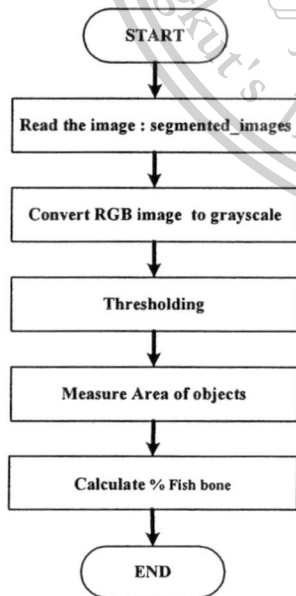 START
Read the image : segmented_images
Convert RGB image to grayscale
Thresholding
Measure Area of objects
Calculate % Fish bone
END